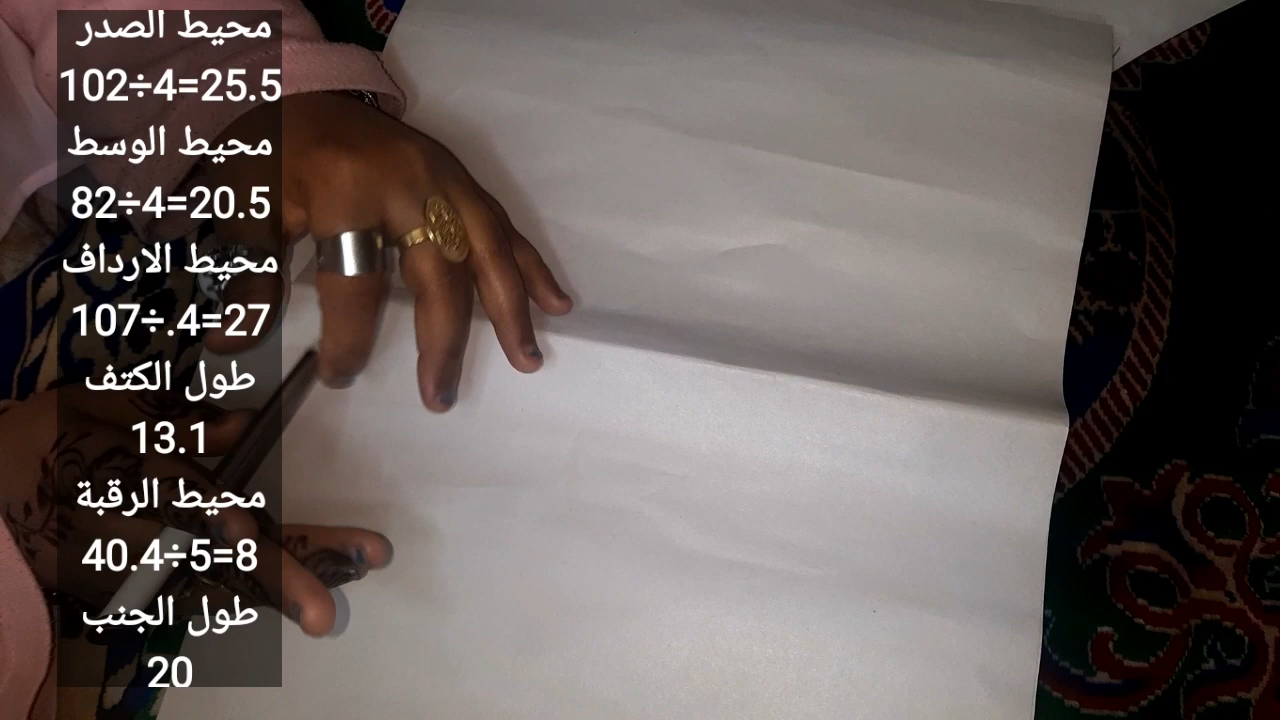 محيط الصدر
102÷4=25.5
محيط الوسط
82÷4=20.5
محيط الارداف
107÷.4=27
طول الكتف
13.1
محيط الرقبة
40.4÷5=8
طول الجنب
20